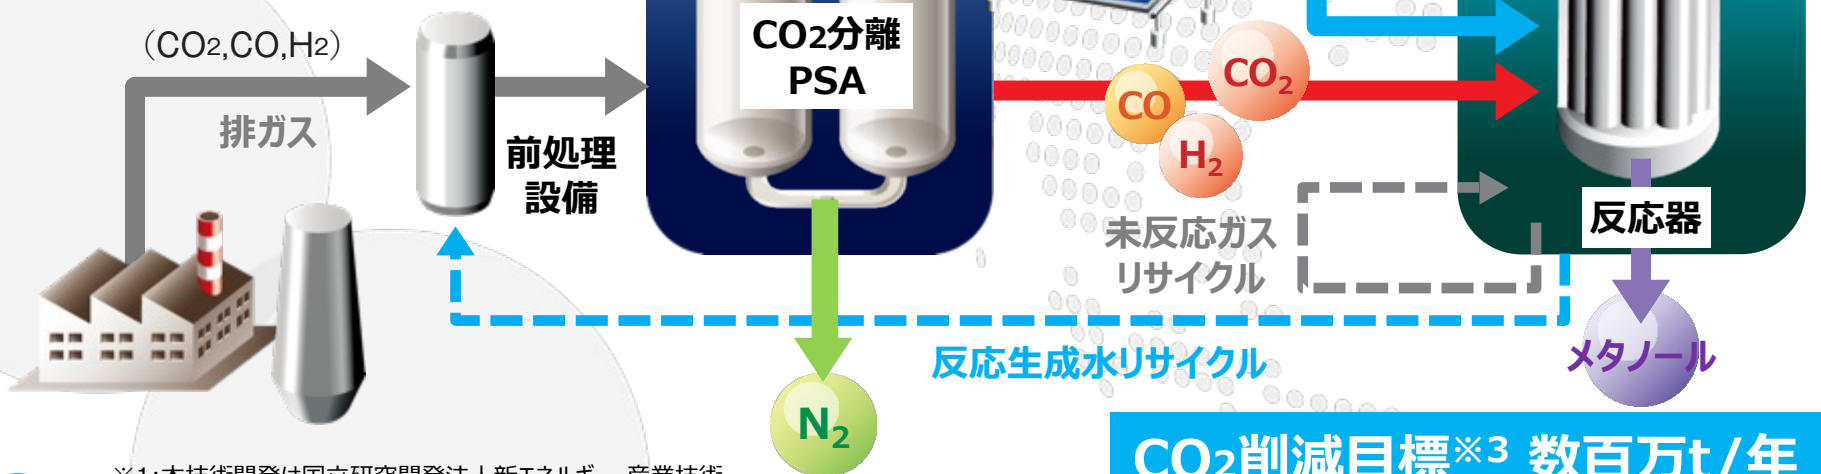 (CO2,CO,H2)
排ガス
前処理
設備
CO2分離
PSA
CO
CO2
H2
未反応ガス
リサイクル
反応器
反応生成水リサイクル
メタノール
N2
CO2削減目標※3 数百万t/年